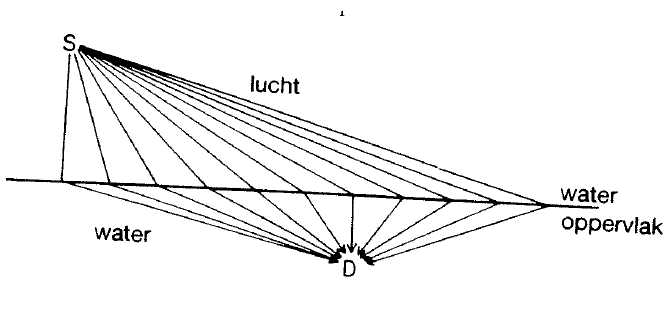 S
lucht
water
oppervlak
water
D